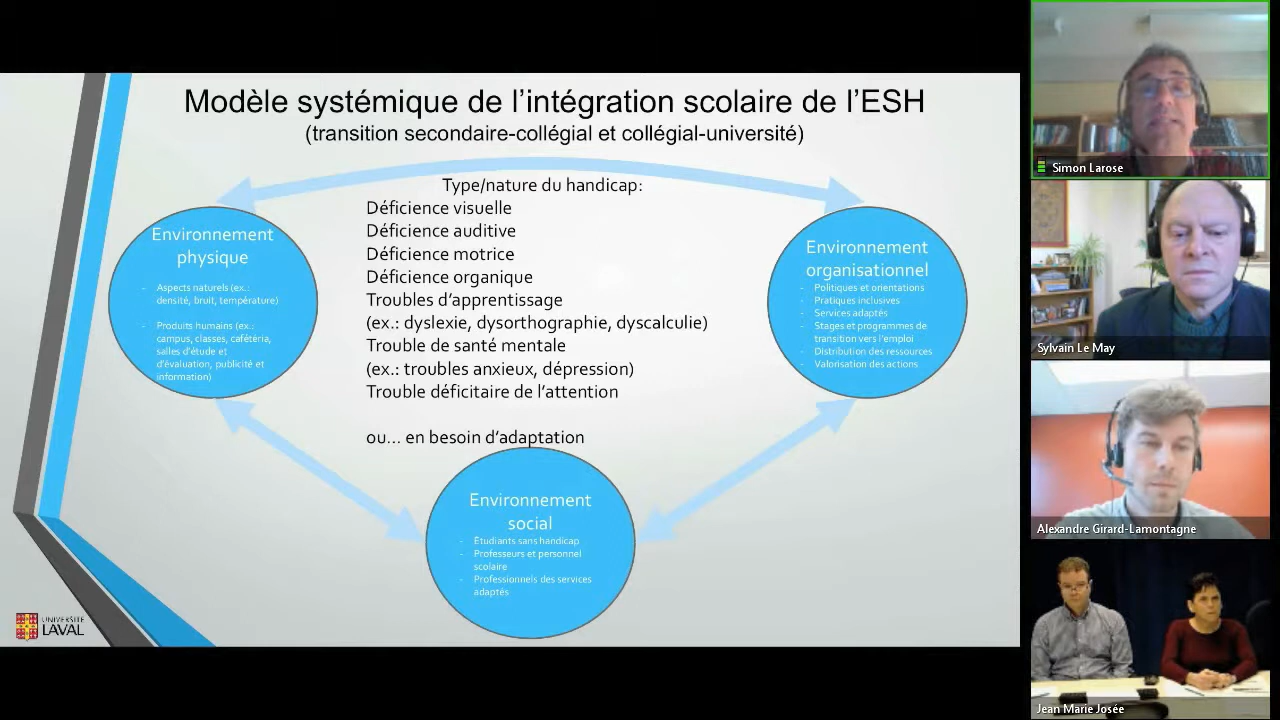 Modèle systémique de l'intégration scolaire de l'ESH
(transition secondaire-collégial et collégial-université)
Type/nature du handicap:
Déficience visuelle
Déficience auditive
Déficience motrice
Déficience organique
Troubles d'apprentissage
(ex.: dyslexie, dysorthographie, dyscalculie)
Trouble de santé mentale
(ex.: troubles anxieux, dépression)
Trouble déficitaire de l'attention
ou... en besoin d'adaptation
Environnement
physique
- Aspects naturels (ex.:
densité, bruit, température)
- Produits humains (ex.:
campus, classes, cafétéria,
salles d'étude et
d'évaluation, publicité et
information)
Environnement
organisationnel
- Politiques et orientations
- Pratiques inclusives
- Services adaptés
- Stages et programmes de
transition vers l'emploi
- Distribution des ressources
- Valorisation des actions
Environnement
social
- Étudiants sans handicap
- Professeurs et personnel
scolaire
- Professionnels des services
adaptés
UNIVERSITÉ
LAVAL
Simon Larose
Sylvain Le May
Alexandre Girard-Lamontagne
Jean Marie Josée